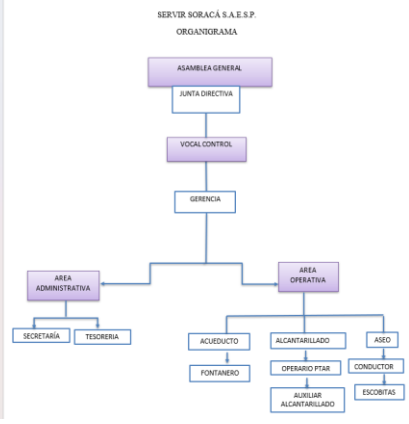 SERVIR SORACÁ S.A.E.S.P.
ORGANIGRAMA
ASAMBLEA GENERAL
JUNTA DIRECTIVA
VOCAL CONTROL
GERENCIA
AREA
ADMINISTRATIVA
AREA
OPERATIVA
SECRETARÍA
TESORERIA
ACUEDUCTO
ALCANTARILLADO
ASEO
FONTANERO
OPERARIO PTAR
CONDUCTOR
AUXILIAR
ALCANTARILLADO
ESCOBITAS